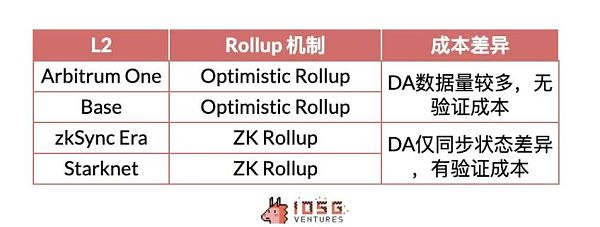 L2 Rollup 机制 成本差异
Arbitrum One Optimistic Rollup
DA数据量较多，无
验证成本
Base Optimistic Rollup
zkSync Era ZK Rollup
DA仅同步状态差异
，有验证成本
Starknet ZK Rollup
IOSG
VENTURES